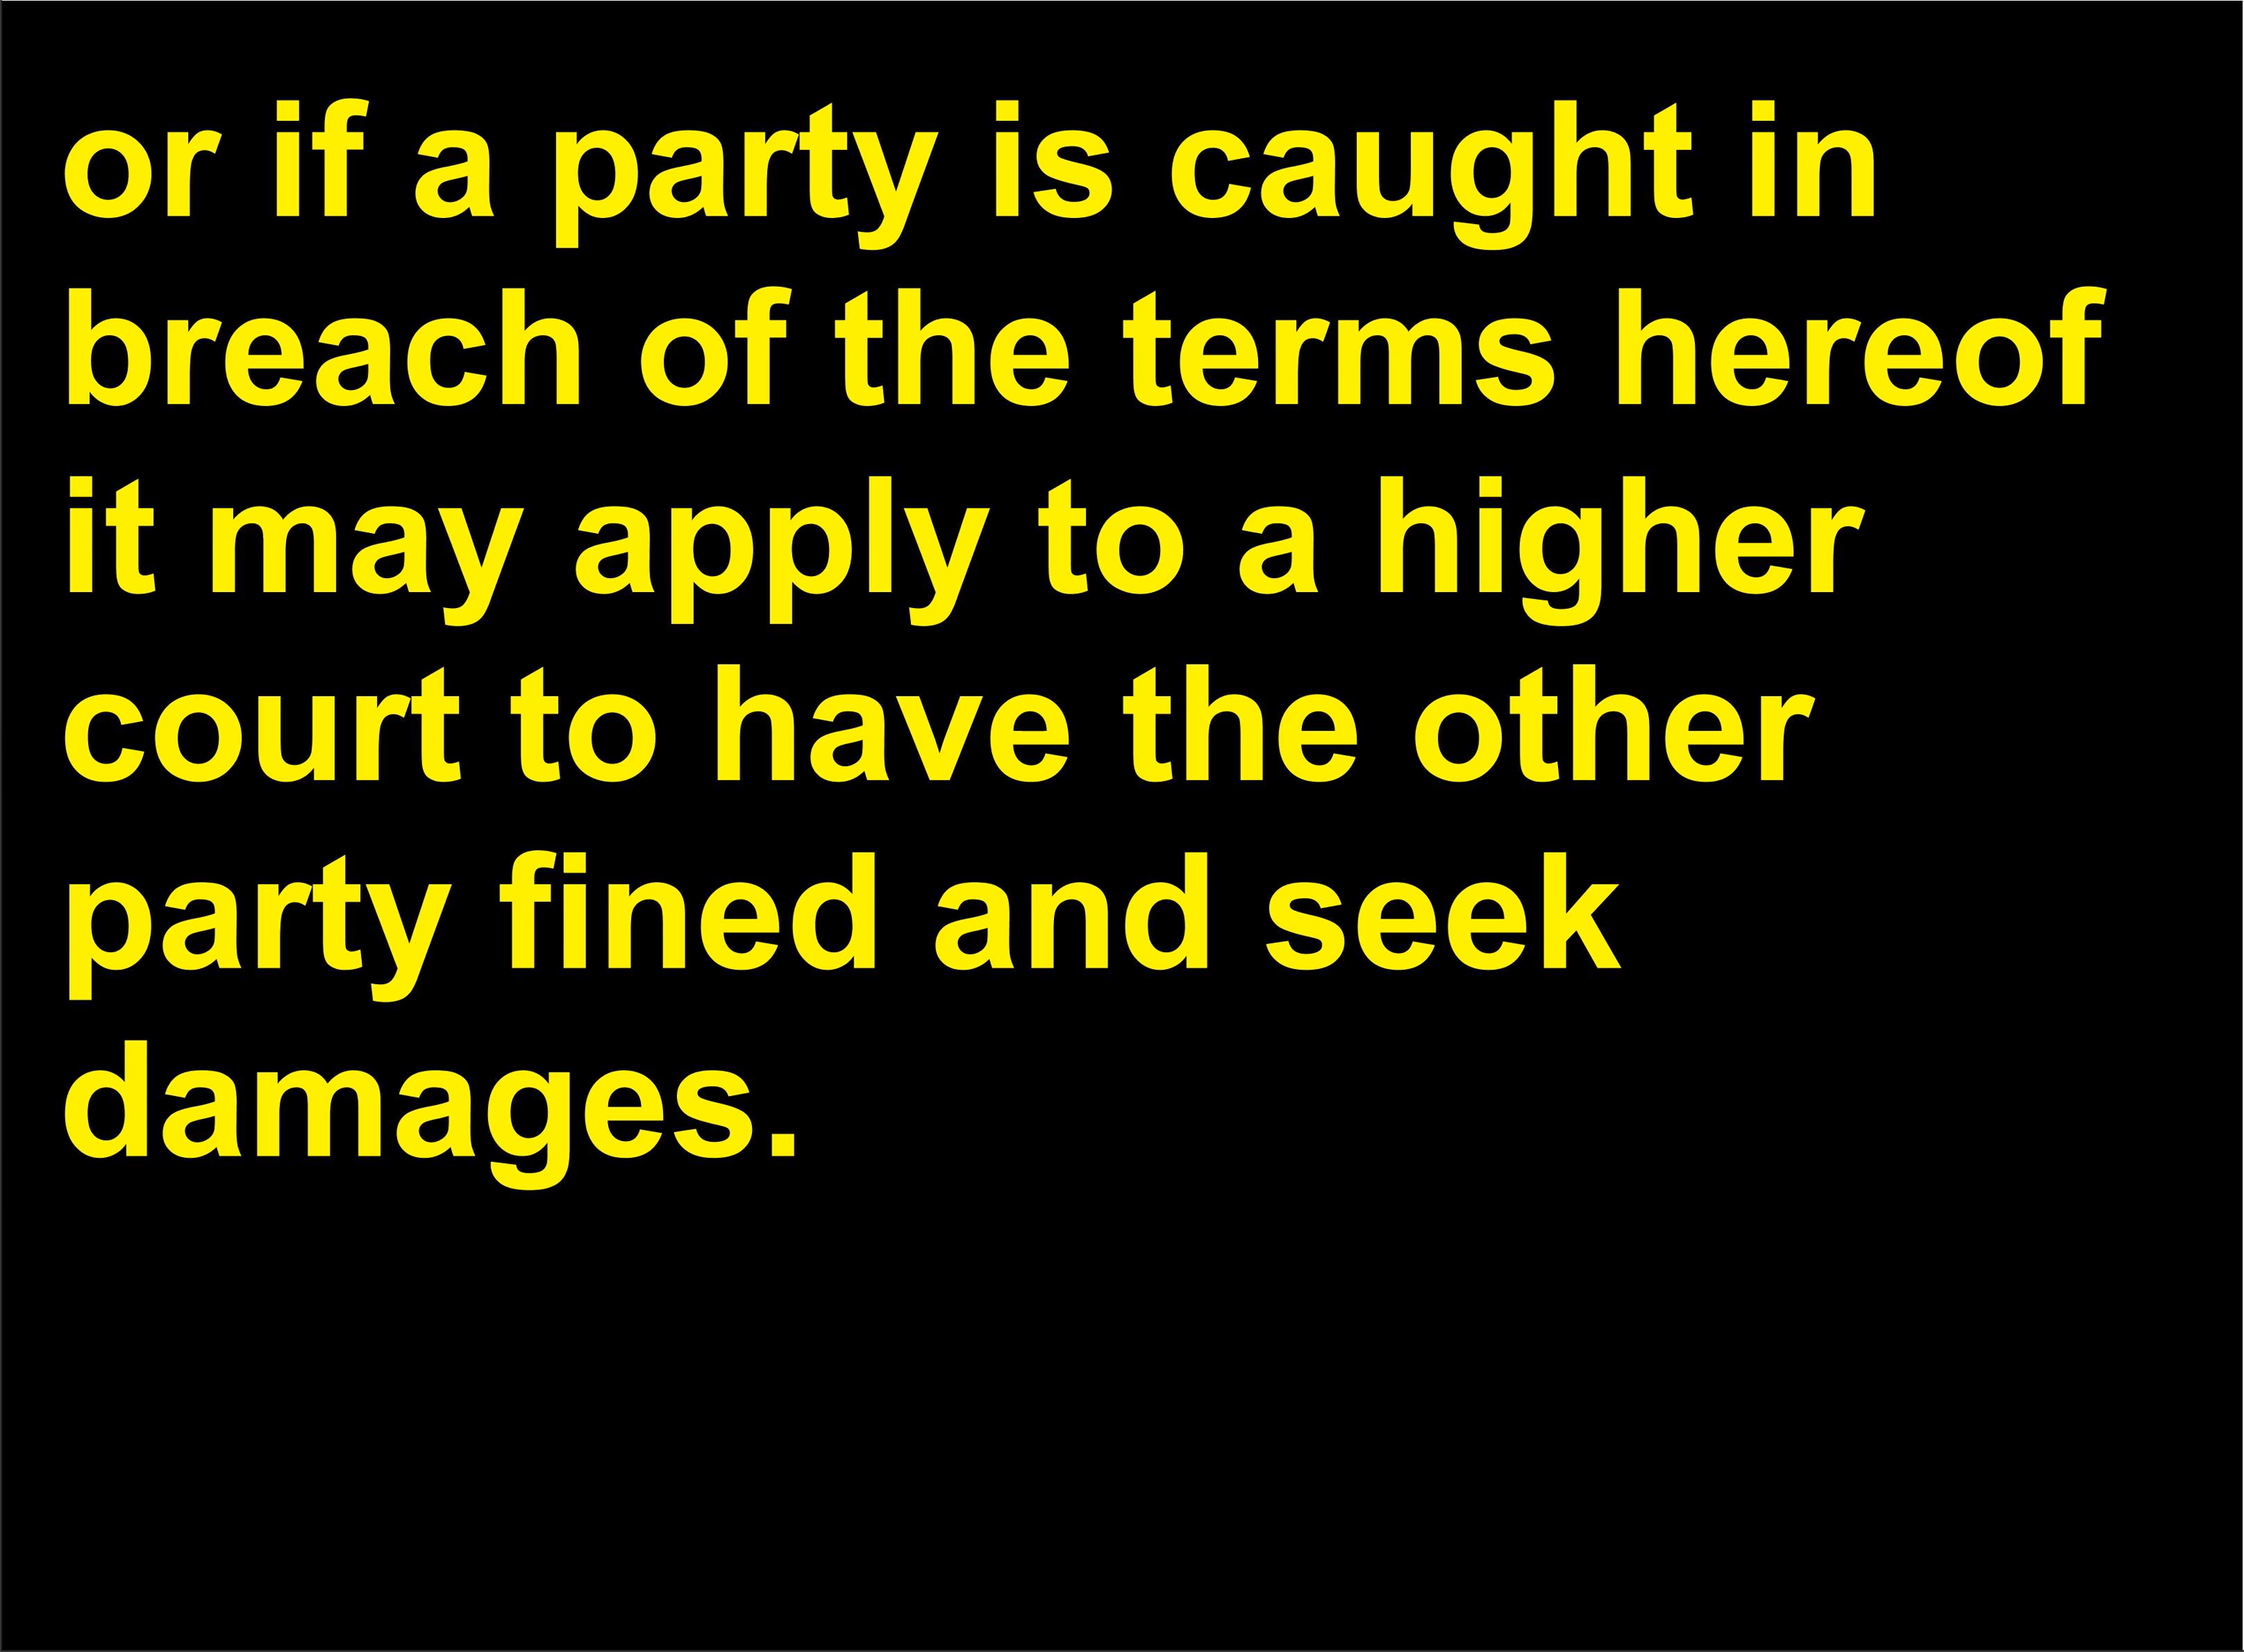 or if a party is caught in
breach of the terms hereof
it may apply to a higher
court to have the other
party fined and seek
damages.